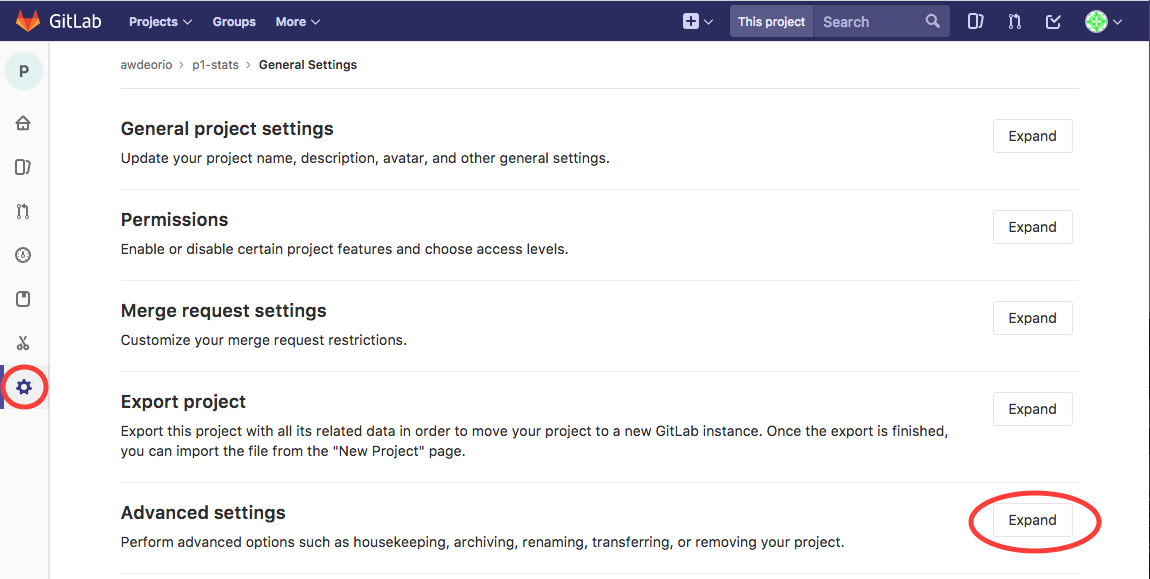 GitLab Projects Groups More This project Search
P
awdeorio > p1-stats > General Settings
General project settings
Expand
Update your project name, description, avatar, and other general settings.
Permissions
Expand
Enable or disable certain project features and choose access levels.
Merge request settings
Expand
Customize your merge request restrictions.
Export project
Expand
Export this project with all its related data in order to move your project to a new GitLab instance. Once the export is finished,
you can import the file from the "New Project" page.
Advanced settings
Expand
Perform advanced options such as housekeeping, archiving, renaming, transferring, or removing your project.